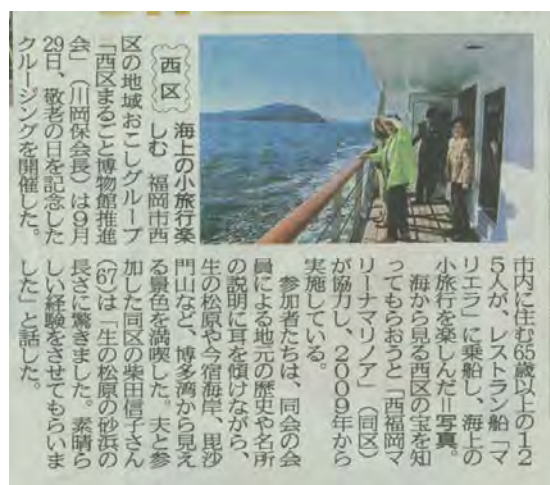 西区
海上の小旅行楽
しむ　福岡市西
区の地域おこしグループ
「西区まるごと博物館推進
会」（川岡保会長）は9月
29日、敬老の日を記念した
クルージングを開催した。
市内に住む65歳以上の12
5人が、レストラン船「マ
リエラ」に乗船し、海上の
小旅行を楽しんだ＝写真。
海から見る西区の宝を知
ってもらおうと「西福岡マ
リーナマリノア」（同区）
が協力し、2009年から
実施している。
参加者たちは、同会の会
員による地元の歴史や名所
の説明に耳を傾けながら、
生の松原や今宿海岸、毘沙
門山など、博多湾から見え
る景色を満喫した。夫と参
加した同区の柴田信子さん
(67)は「生の松原の砂浜の
長さに驚きました。素晴ら
しい経験をさせてもらいま
した」と話した。